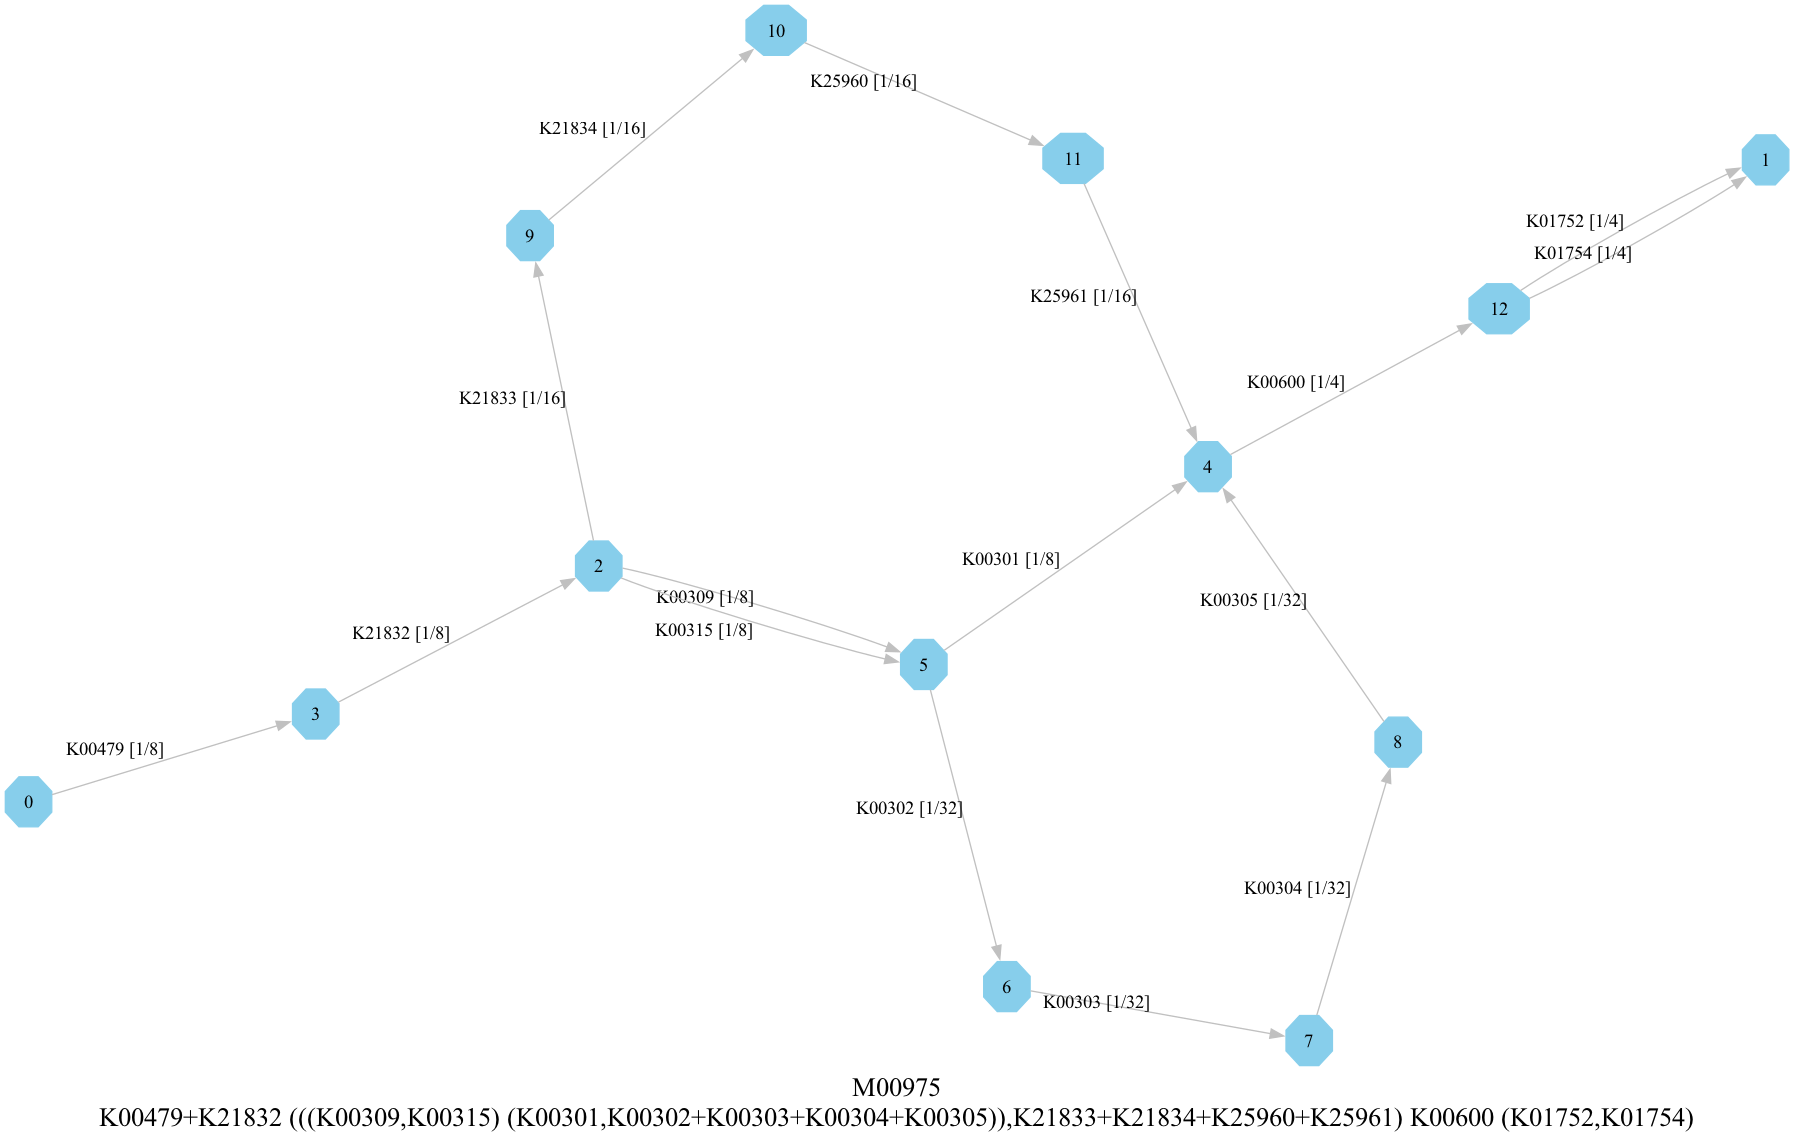 10
K25960 [1/16]
K21834 [1/16]
11
1
K01752 [1/4]
9
K01754 [1/4]
K25961 [1/16]
12
K00600 [1/4]
K21833 [1/16]
4
K00301 [1/8]
2
K00309 [1/8]
K00305 [1/32]
K00315 [1/8]
K21832 [1/8]
5
3
8
K00479 [1/8]
0
K00302 [1/32]
K00304 [1/32]
6
K00303 [1/32]
7
M00975
K00479+K21832 (((K00309,K00315) (K00301,K00302+K00303+K00304+K00305)),K21833+K21834+K25960+K25961) K00600 (K01752,K01754)